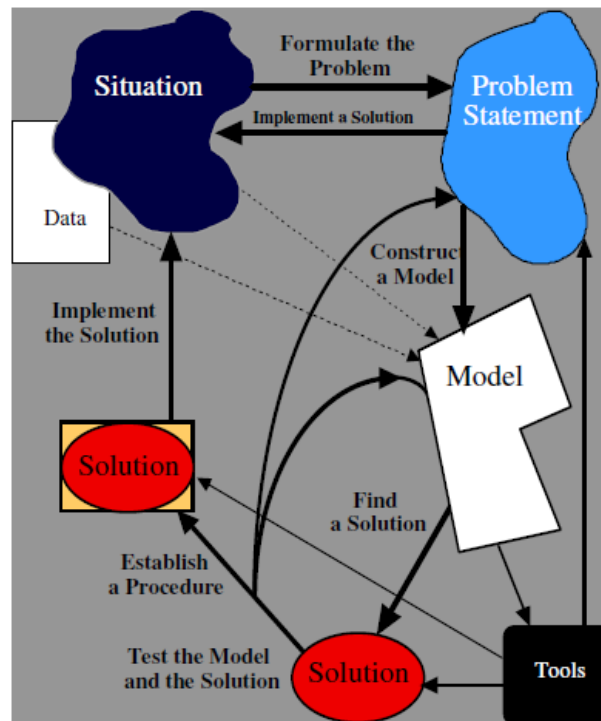 Situation
Formulate the
Problem
Implement a Solution
Problem
Statement
Data
Construct
a Model
Implement
the Solution
Model
Solution
Find
a Solution
Establish
a Procedure
Test the Model
and the Solution
Solution
Tools